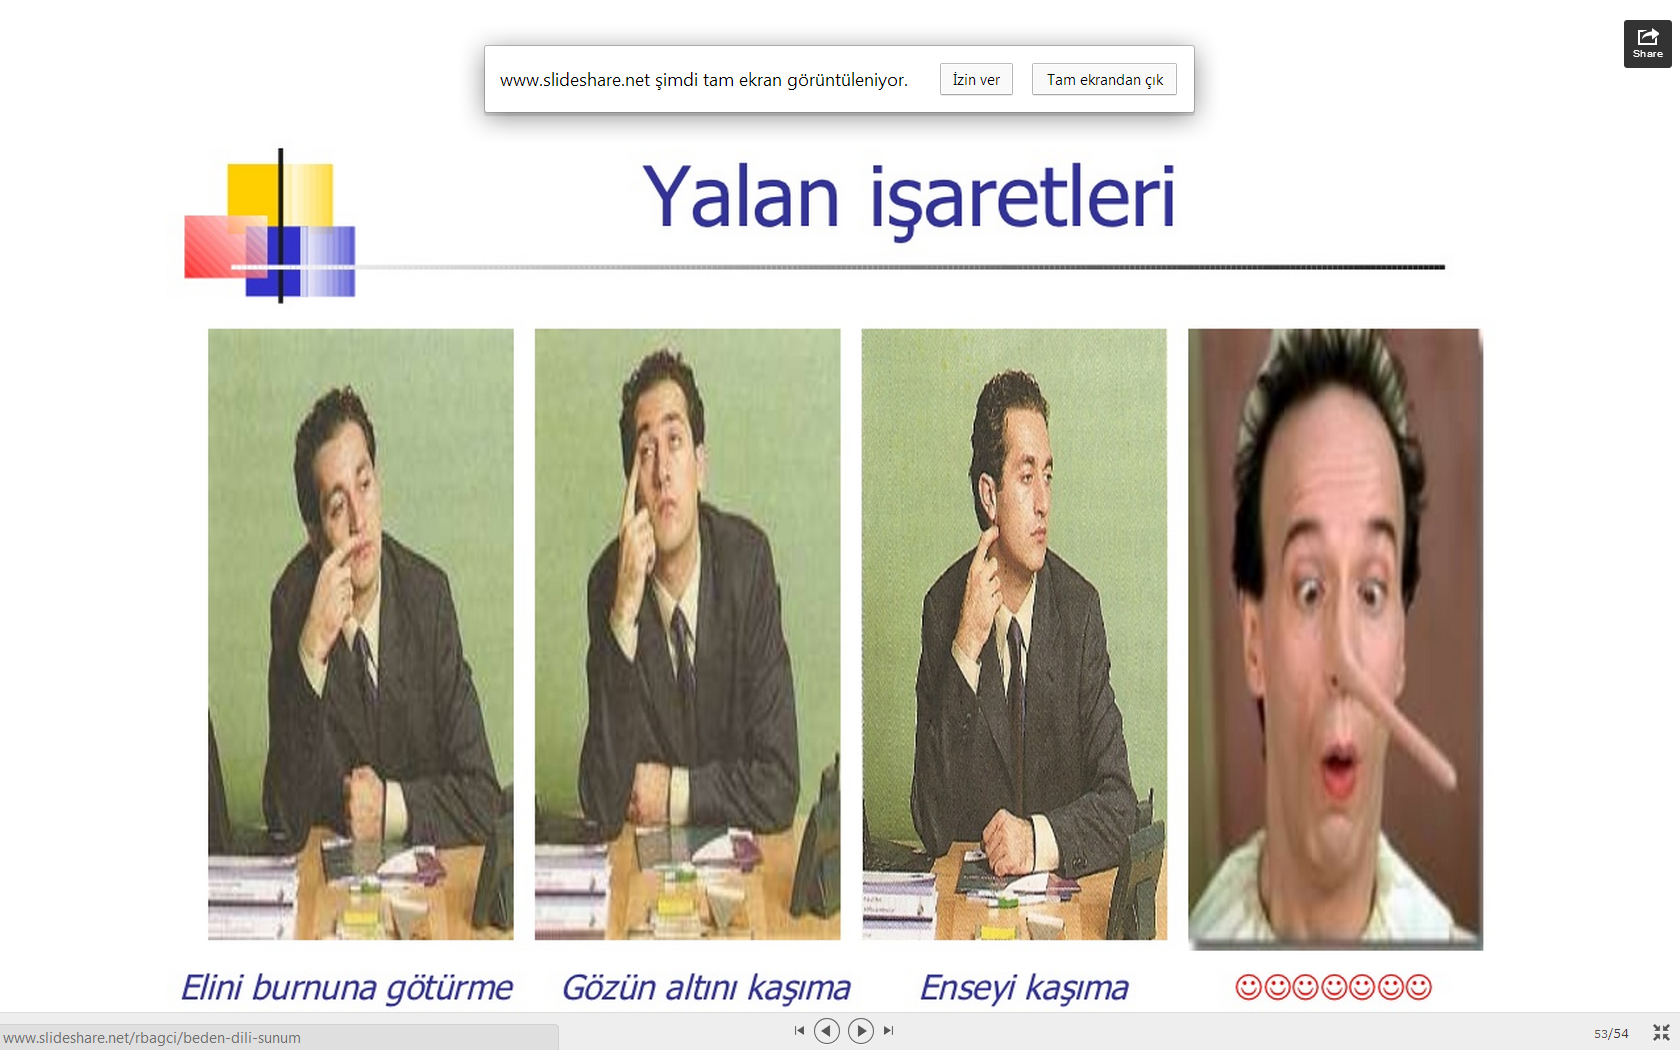 Share
www.slideshare.net şimdi tam ekran görüntüleniyor. İzin ver Tam ekrandan çık
Yalan işaretleri
Elini burnuna götürme Gözün altını kaşıma Enseyi kaşıma ☺☺☺☺☺☺☺
www.slideshare.net/rbagci/beden-dili-sunum
53/54